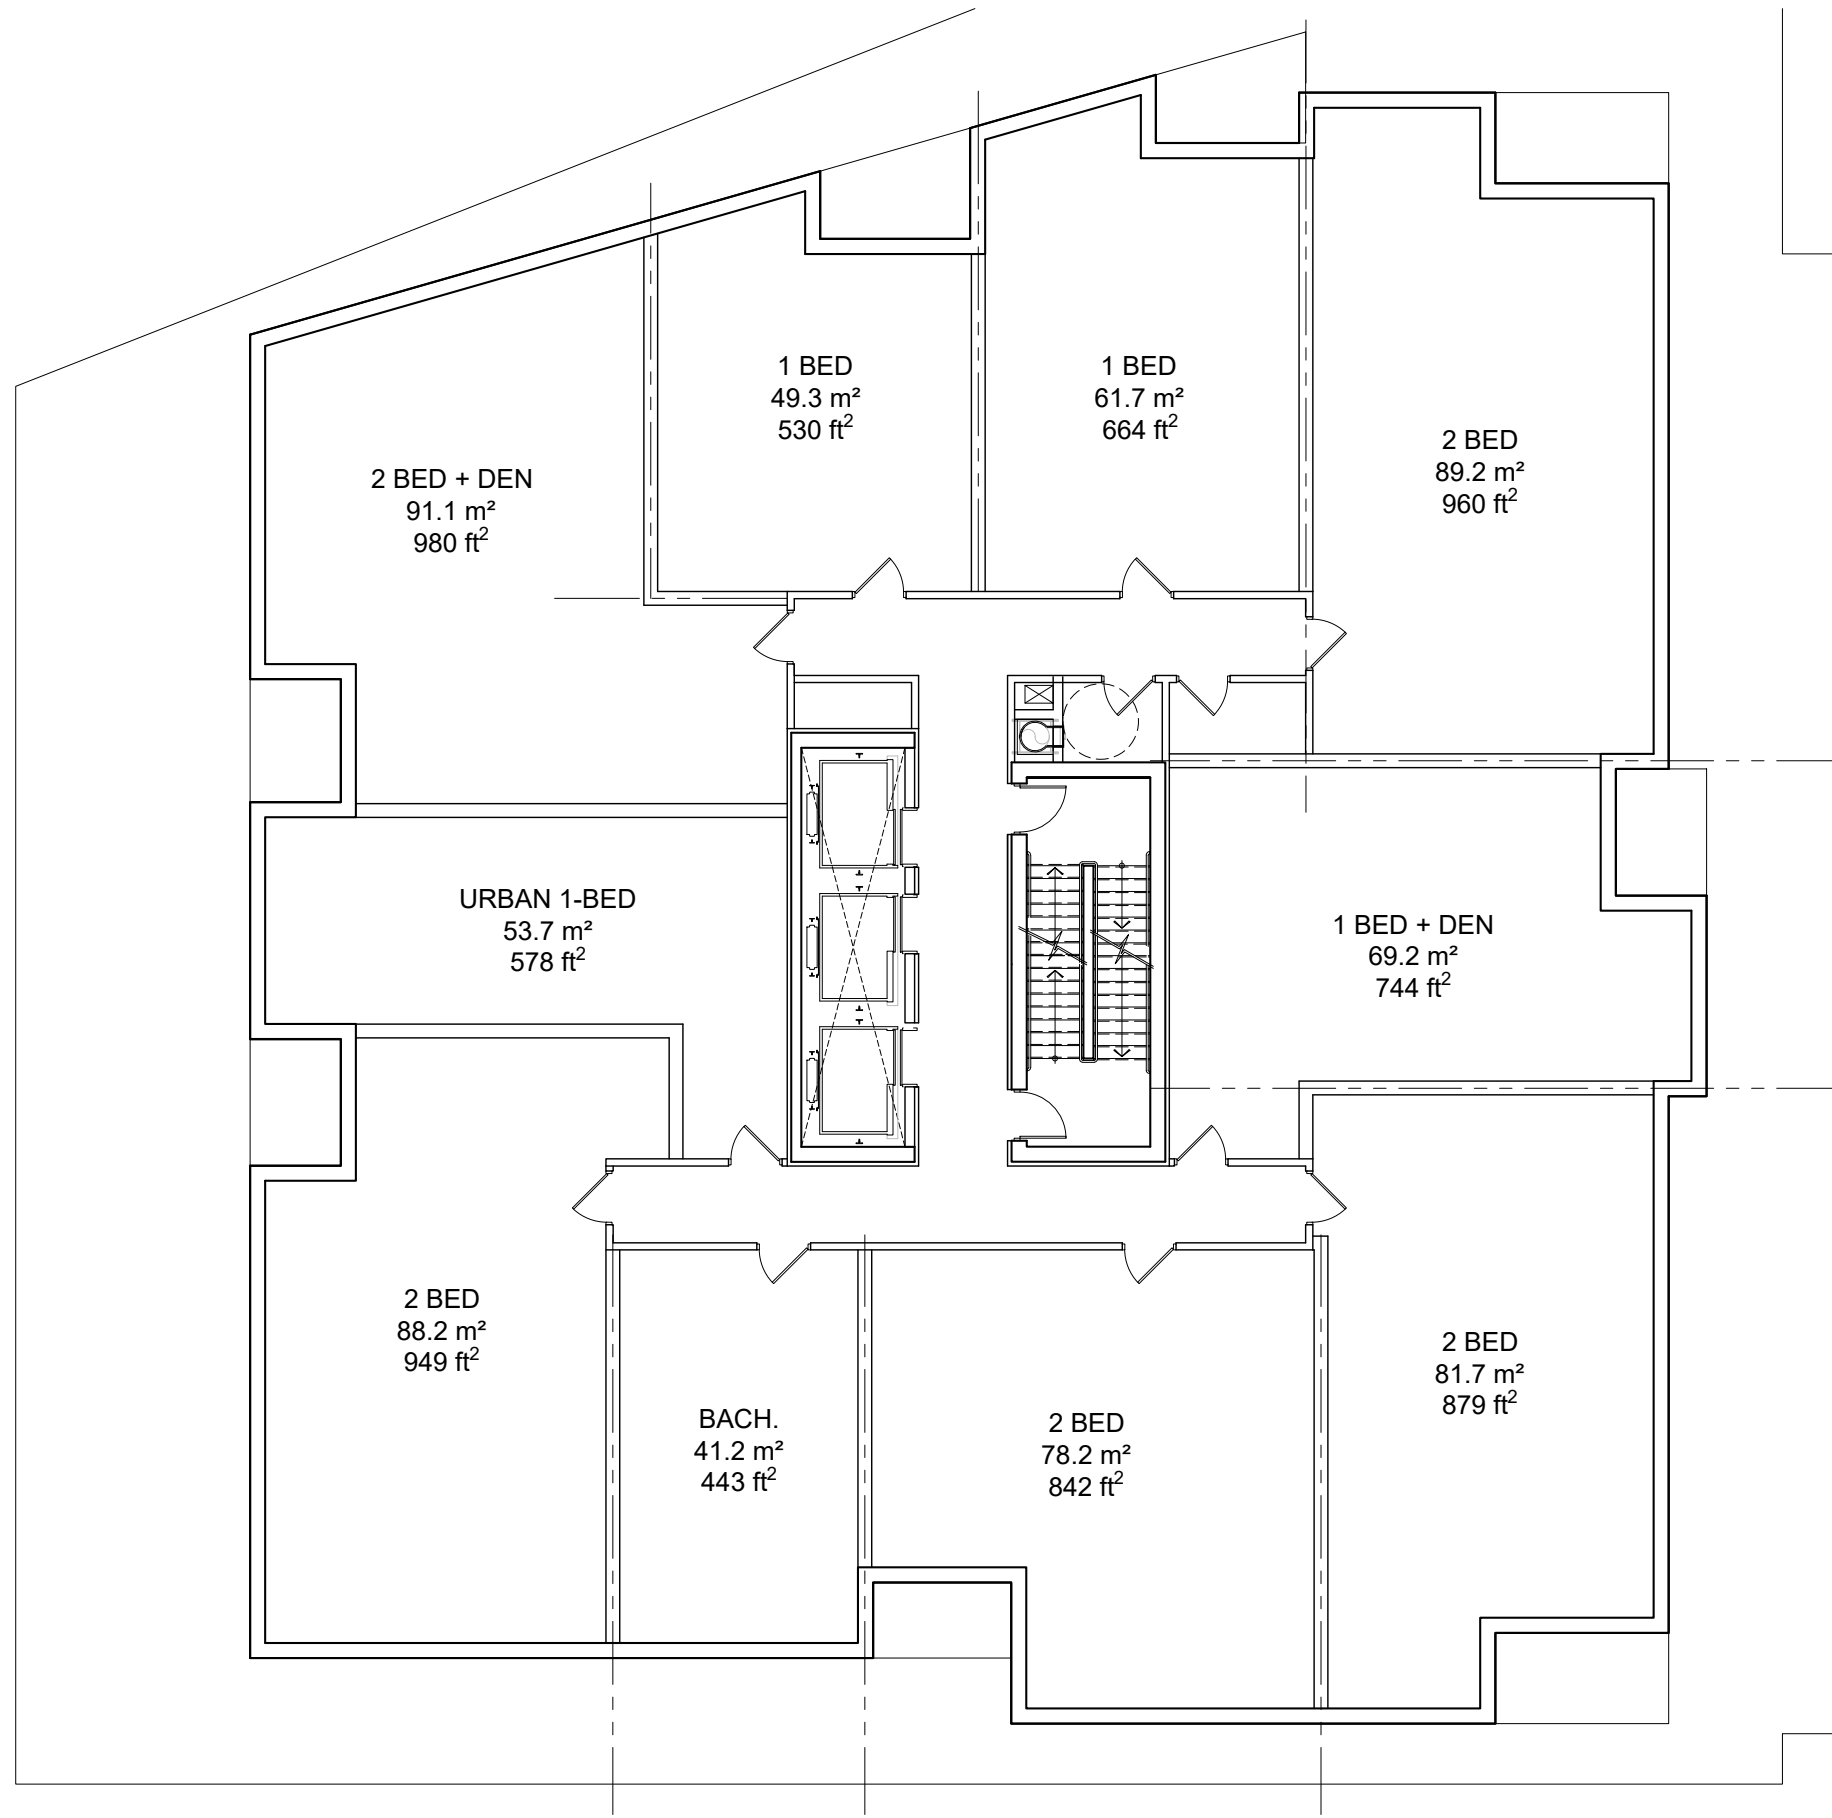 1 BED
49.3 m²
530 ft²
1 BED
61.7 m²
664 ft²
2 BED
89.2 m²
960 ft²
2 BED + DEN
91.1 m²
980 ft²
URBAN 1-BED
53.7 m²
578 ft²
1 BED + DEN
69.2 m²
744 ft²
2 BED
88.2 m²
949 ft²
BACH.
41.2 m²
443 ft²
2 BED
78.2 m²
842 ft²
2 BED
81.7 m²
879 ft²